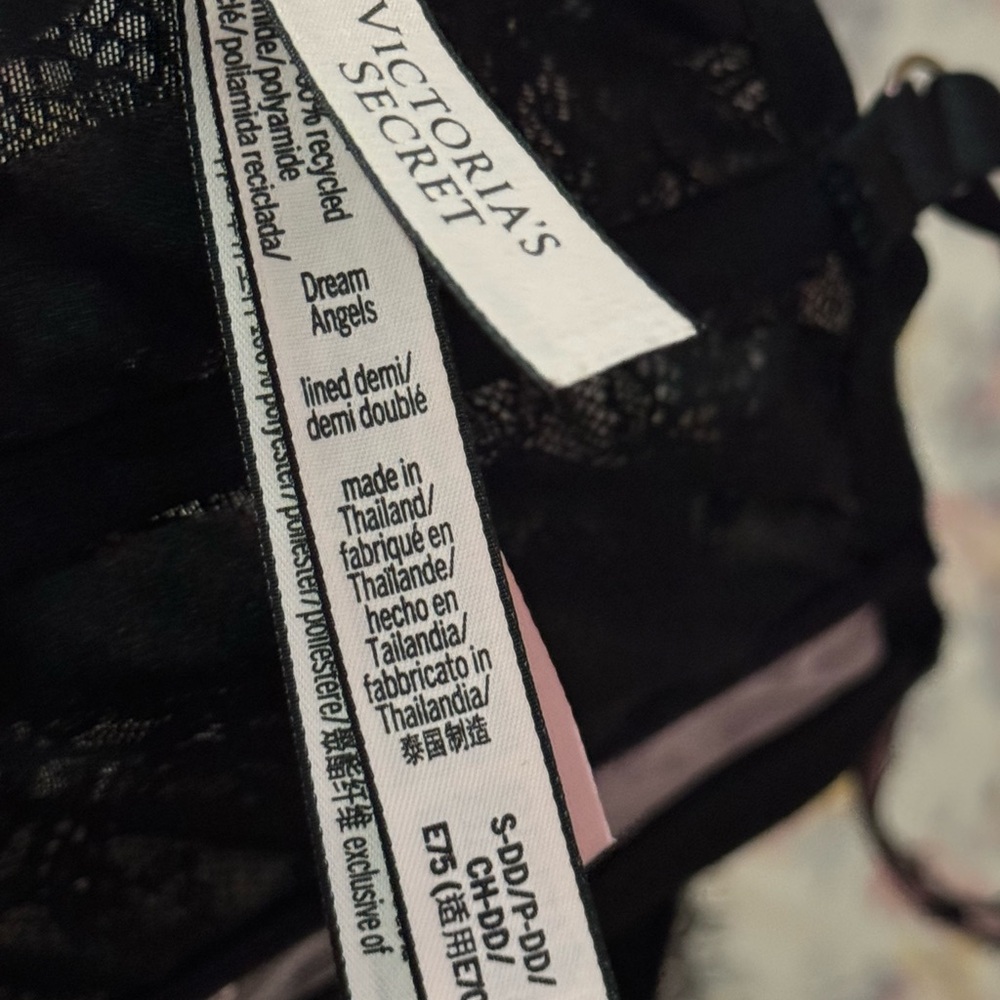 VICTORIA'S
SECRET
recycled
mide/polyamide
clé/poliamida reciclada/
Dream
Angels
lined demi/
demi doublé
made in
Thailand/
fabriqué en
Thaïlande/
hecho en
Tailandia/
fabbricato in
Thailandia/
泰国制造
S-DD/P-DD/
CH-DD/
E75 (适用E70
polyester/poliéster/poliestere/聚酯纤维 exclusive of